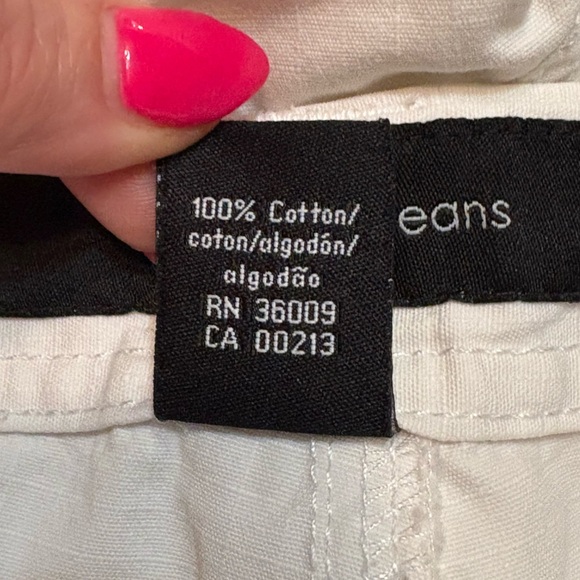 100% Cotton/
coton/algodón/
algodão
RN 36009
CA 00213
eans